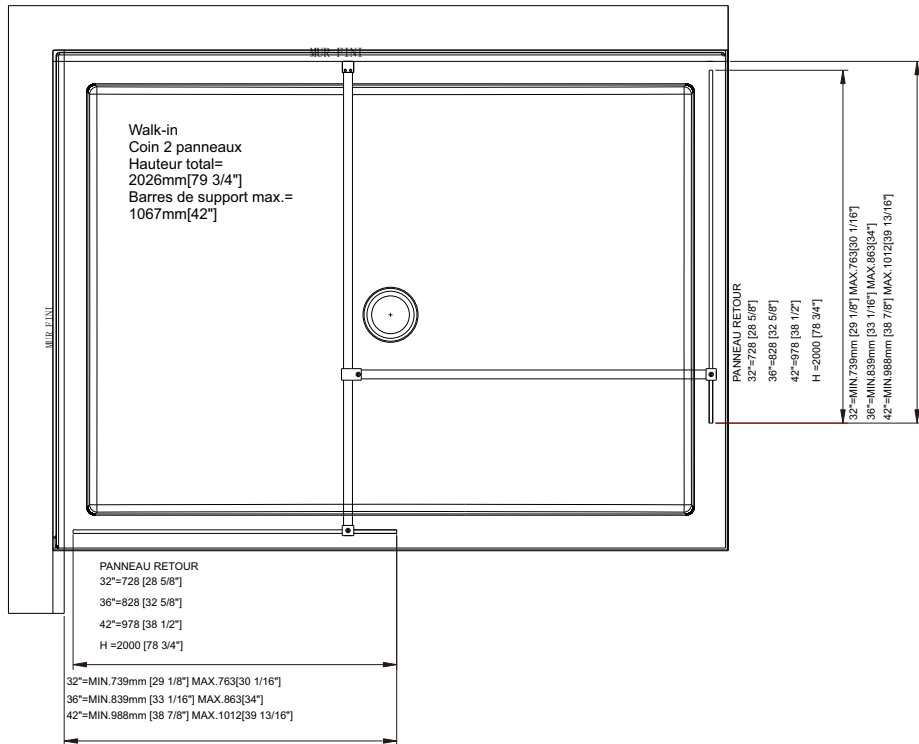 MUR FINI
Walk-in
Coin 2 panneaux
Hauteur total=
2026mm[79 3/4"]
Barres de support max.=
1067mm[42"]
MUR FINI
PANNEAU RETOUR
32"=728 [28 5/8"]
36"=828 [32 5/8"]
42"=978 [38 1/2"]
H =2000 [78 3/4"]
32"=MIN.739mm [29 1/8"] MAX.763[30 1/16"]
36"=MIN.839mm [33 1/16"] MAX.863[34"]
42"=MIN.988mm [38 7/8"] MAX.1012[39 13/16"]
PANNEAU RETOUR
32"=728 [28 5/8"]
36"=828 [32 5/8"]
42"=978 [38 1/2"]
H =2000 [78 3/4"]
32"=MIN.739mm [29 1/8"] MAX.763[30 1/16"]
36"=MIN.839mm [33 1/16"] MAX.863[34"]
42"=MIN.988mm [38 7/8"] MAX.1012[39 13/16"]